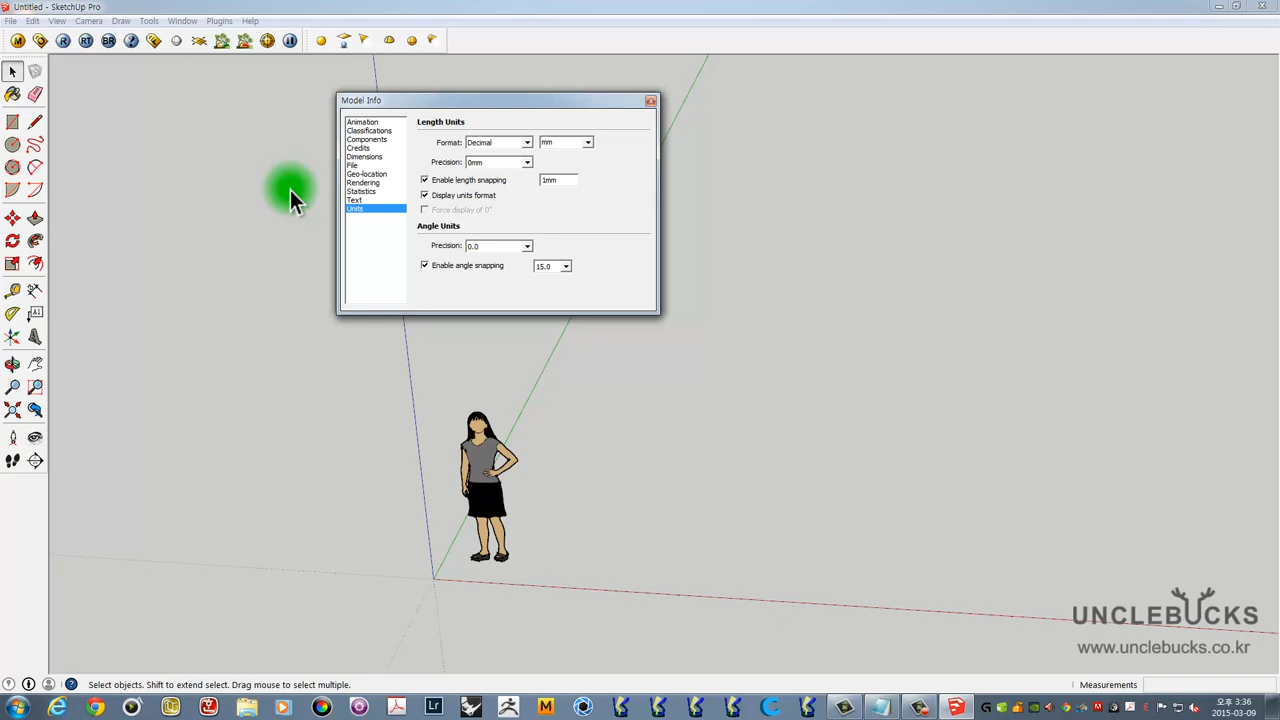 Untitled - SketchUp Pro
File Edit View Camera Draw Tools Window Plugins Help
M R RT BR ?
Model Info
Animation
Classifications
Components
Credits
Dimensions
File
Geo-location
Rendering
Statistics
Text
Units
Length Units
Format: Decimal mm
Precision: 0mm
Enable length snapping 1mm
Display units format
Force display of 0"
Angle Units
Precision: 0.0
Enable angle snapping 15.0
A1
UNCLEBUCKS
www.unclebucks.co.kr
Select objects. Shift to extend select. Drag mouse to select multiple.
Measurements
Lr
M
오후 3:36
2015-03-09